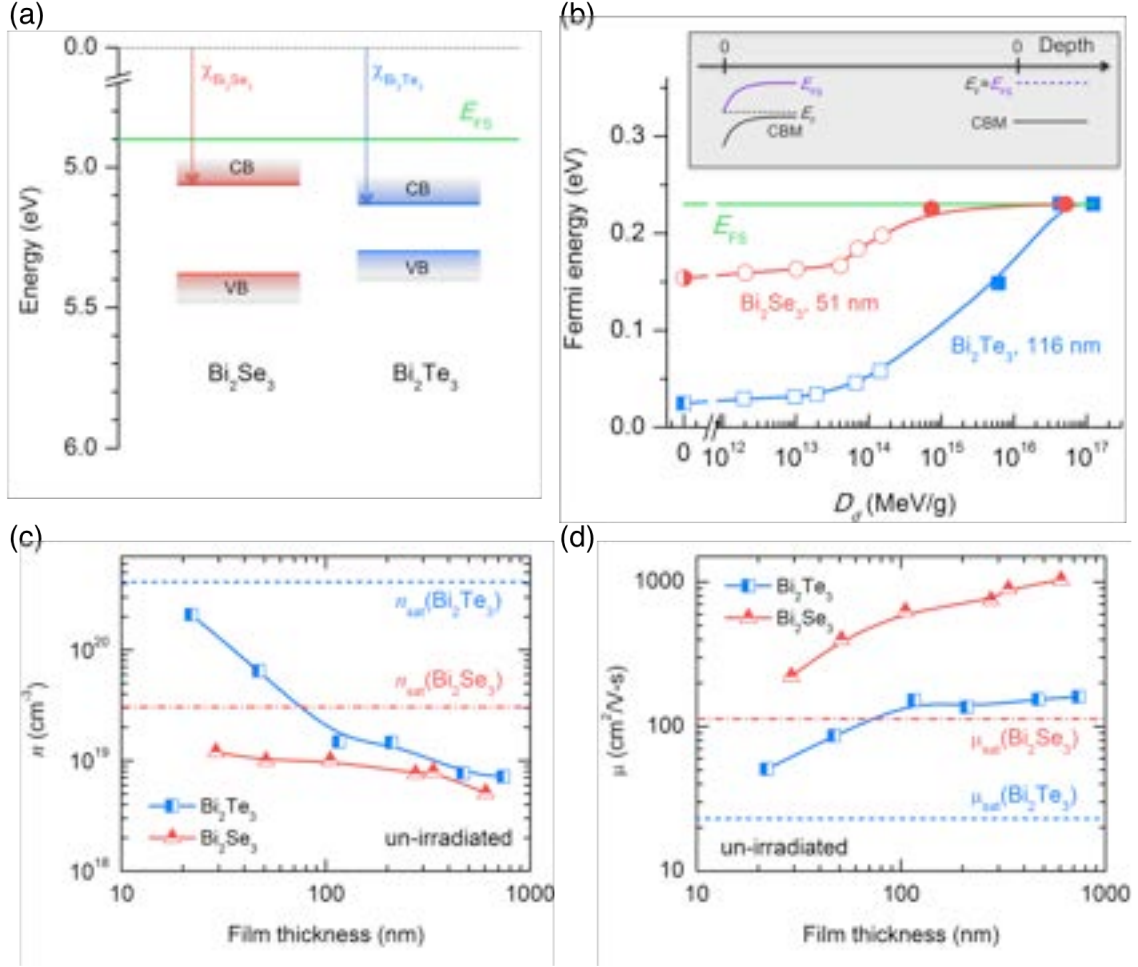 (a)
0.0
χBi2Se3
χBi2Te3
EFS
5.0
CB
CB
VB
VB
5.5
Bi2Se3
Bi2Te3
6.0
Energy (eV)
(b)
0
0
Depth
EFS
EF
CBM
EF=EFS
CBM
0.3
0.2
0.1
0.0
EFS
Bi2Se3, 51 nm
Bi2Te3, 116 nm
Fermi energy (eV)
0
10^12
10^13
10^14
10^15
10^16
10^17
Dd (MeV/g)
(c)
10^20
10^19
10^18
nsat(Bi2Te3)
nsat(Bi2Se3)
Bi2Te3
Bi2Se3
un-irradiated
n (cm^-3)
10
100
1000
Film thickness (nm)
(d)
1000
100
10
Bi2Te3
Bi2Se3
μsat(Bi2Se3)
μsat(Bi2Te3)
un-irradiated
μ (cm^2/V-s)
10
100
1000
Film thickness (nm)